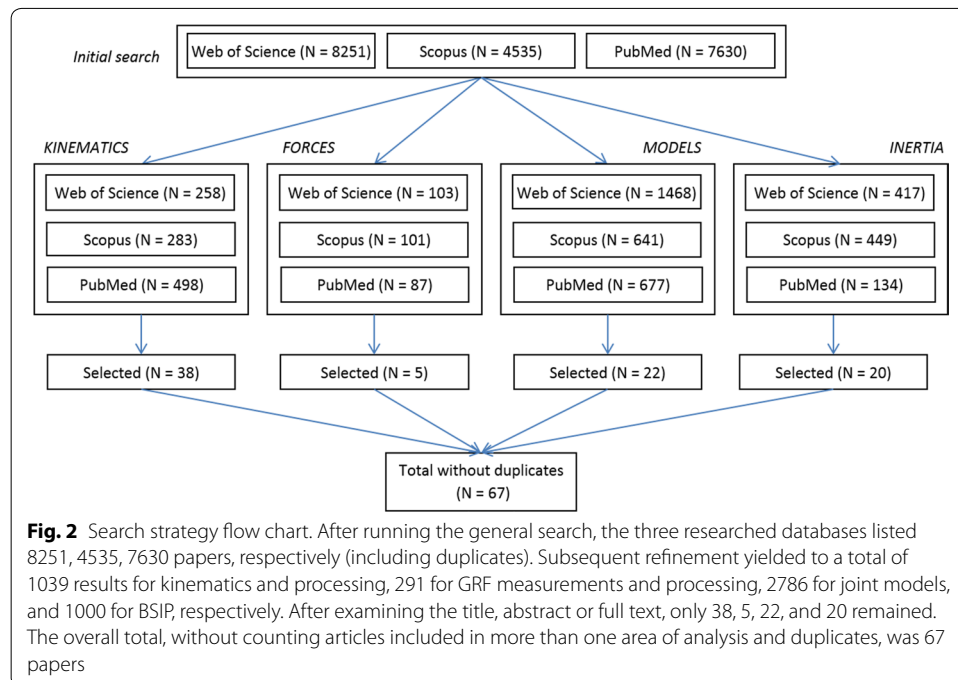 Initial search
Web of Science (N = 8251) Scopus (N = 4535) PubMed (N = 7630)
KINEMATICS FORCES MODELS INERTIA
Web of Science (N = 258) Web of Science (N = 103) Web of Science (N = 1468) Web of Science (N = 417)
Scopus (N = 283) Scopus (N = 101) Scopus (N = 641) Scopus (N = 449)
PubMed (N = 498) PubMed (N = 87) PubMed (N = 677) PubMed (N = 134)
Selected (N = 38) Selected (N = 5) Selected (N = 22) Selected (N = 20)
Total without duplicates
(N = 67)
Fig. 2 Search strategy flow chart. After running the general search, the three researched databases listed
8251, 4535, 7630 papers, respectively (including duplicates). Subsequent refinement yielded to a total of
1039 results for kinematics and processing, 291 for GRF measurements and processing, 2786 for joint models,
and 1000 for BSIP, respectively. After examining the title, abstract or full text, only 38, 5, 22, and 20 remained.
The overall total, without counting articles included in more than one area of analysis and duplicates, was 67
papers